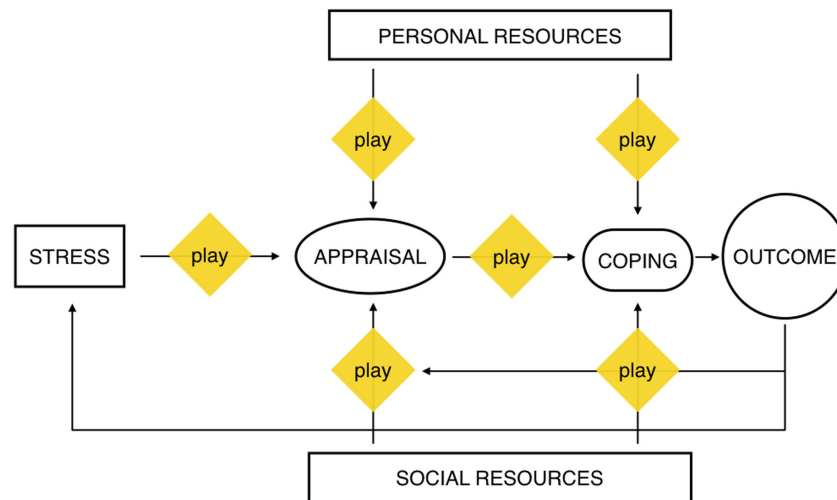 PERSONAL RESOURCES
play
play
STRESS
play
APPRAISAL
play
COPING
OUTCOME
play
play
SOCIAL RESOURCES